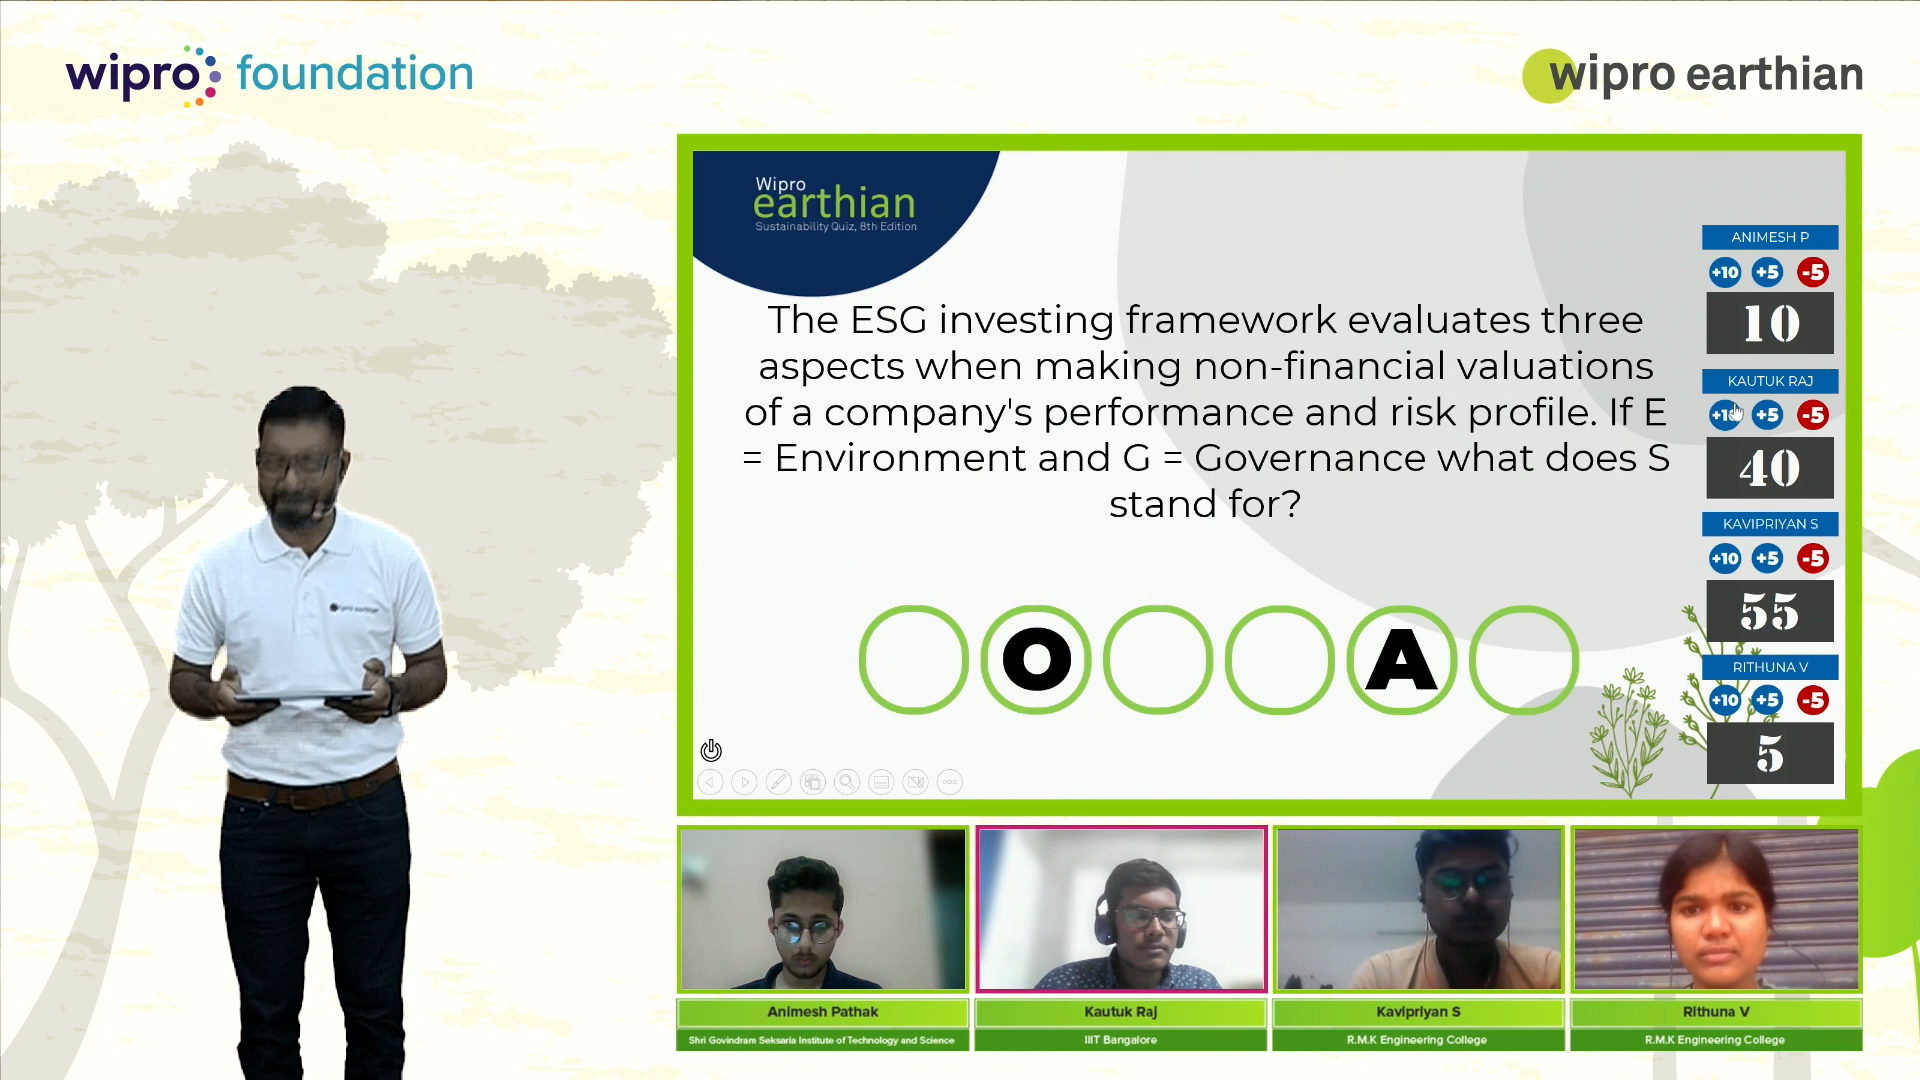 wipro foundation
wipro earthian
Wipro
earthian
Sustainability Quiz, 8th Edition
The ESG investing framework evaluates three
aspects when making non-financial valuations
of a company's performance and risk profile. If E
= Environment and G = Governance what does S
stand for?
O A
ANIMESH P
+10 +5 -5
10
KAUTUK RAJ
+10 +5 -5
40
KAVIPRIYAN S
+10 +5 -5
55
RITHUNA V
+10 +5 -5
5
Animesh Pathak
Shri Govindram Seksaria Institute of Technology and Science
Kautuk Raj
IIIT Bangalore
Kavipriyan S
R.M.K Engineering College
Rithuna V
R.M.K Engineering College